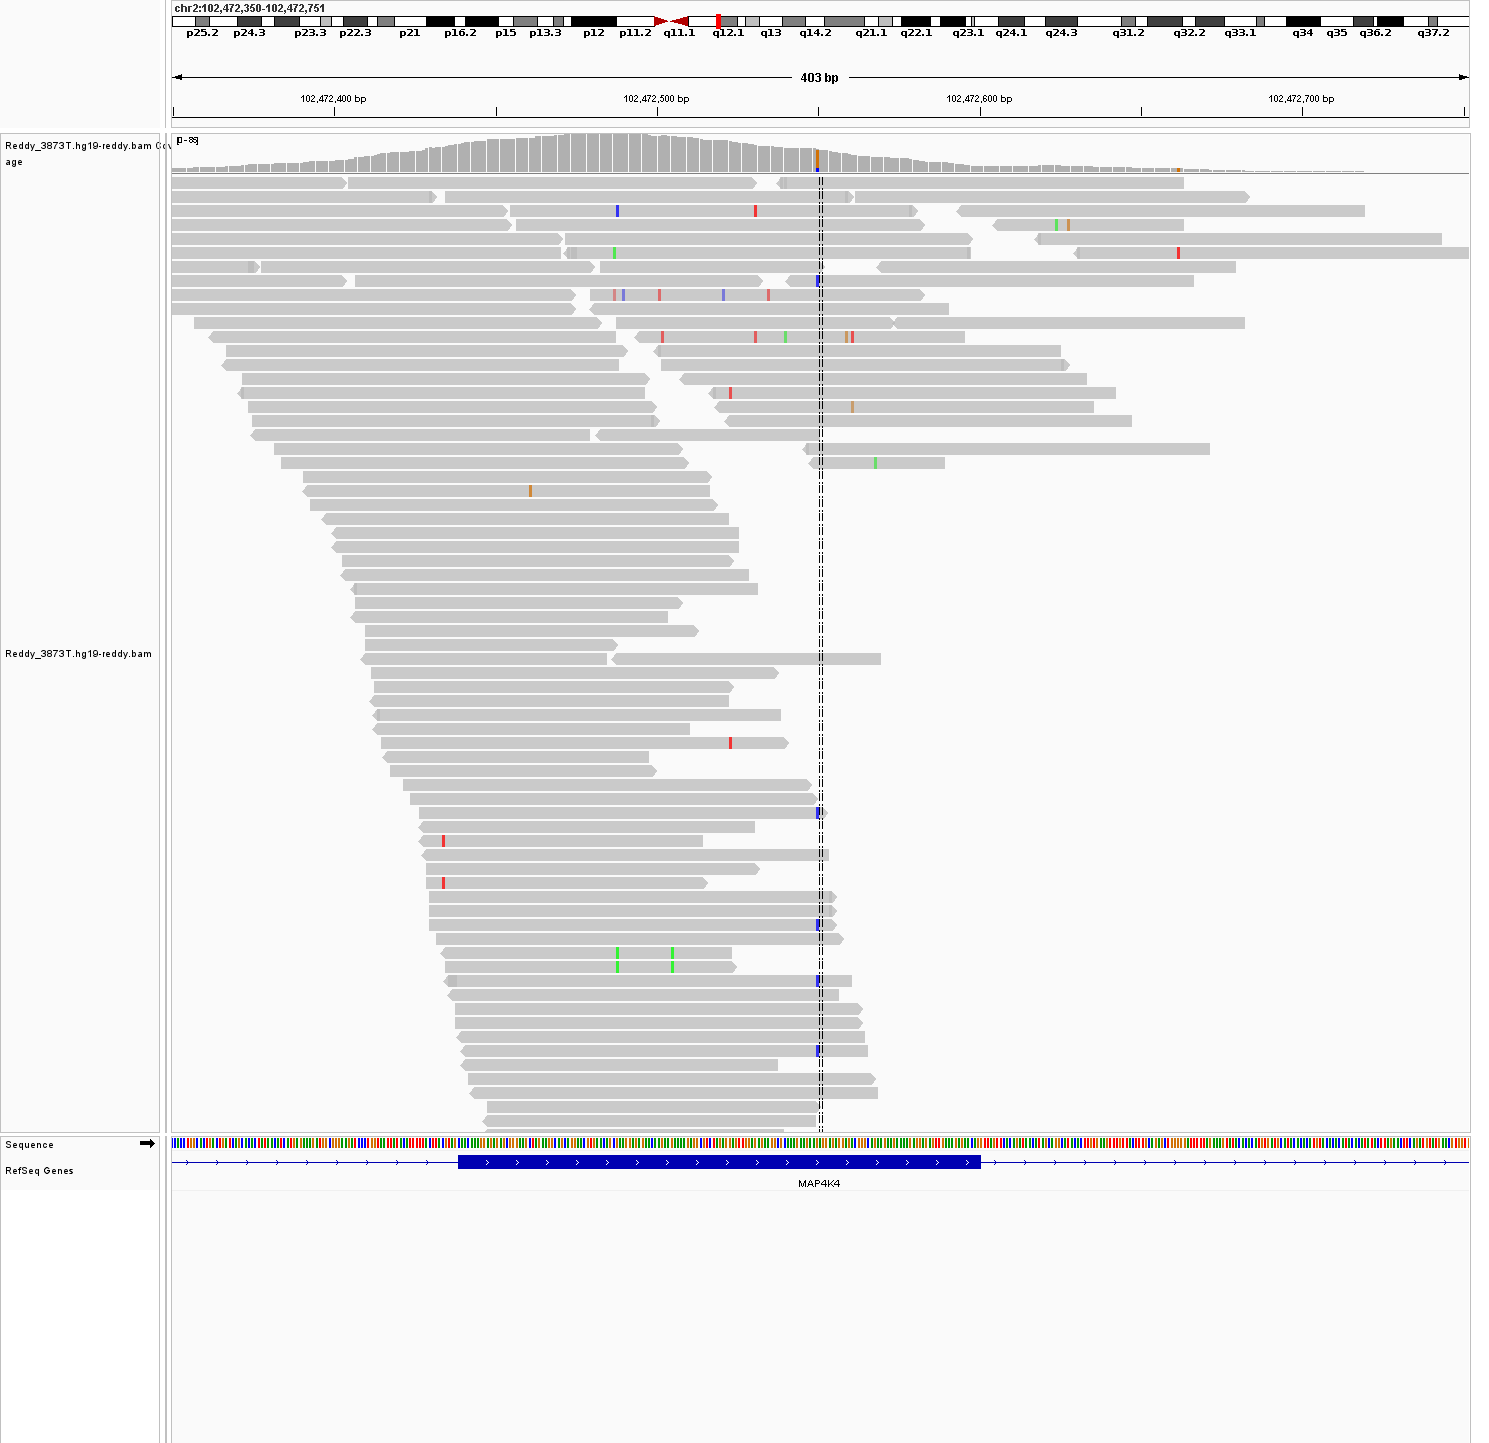 chr2:102,472,350-102,472,751
p25.2 p24.3 p23.3 p22.3 p21 p16.2 p15 p13.3 p12 p11.2 q11.1 q12.1 q13 q14.2 q21.1 q22.1 q23.1 q24.1 q24.3 q31.2 q32.2 q33.1 q34 q35 q36.2 q37.2
403 bp
102,472,400 bp 102,472,500 bp 102,472,600 bp 102,472,700 bp
Reddy_3873T.hg19-reddy.bam Cov
age
Reddy_3873T.hg19-reddy.bam
Sequence
RefSeq Genes
MAP4K4